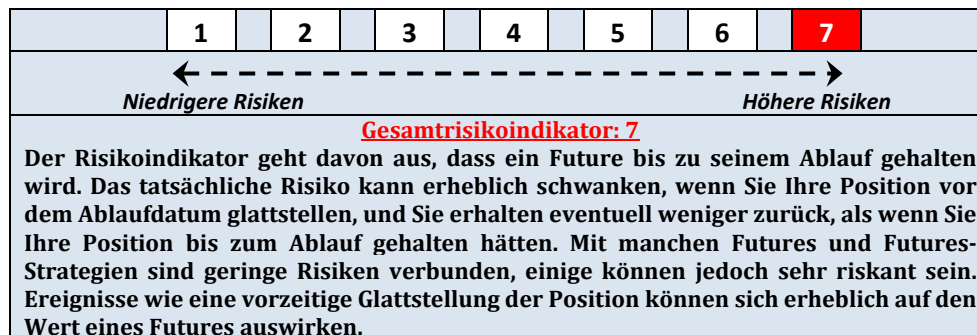 1 2 3 4 5 6 7
Niedrigere Risiken Höhere Risiken
Gesamtrisikoindikator: 7
Der Risikoindikator geht davon aus, dass ein Future bis zu seinem Ablauf gehalten
wird. Das tatsächliche Risiko kann erheblich schwanken, wenn Sie Ihre Position vor
dem Ablaufdatum glattstellen, und Sie erhalten eventuell weniger zurück, als wenn Sie
Ihre Position bis zum Ablauf gehalten hätten. Mit manchen Futures und Futures-
Strategien sind geringe Risiken verbunden, einige können jedoch sehr riskant sein.
Ereignisse wie eine vorzeitige Glattstellung der Position können sich erheblich auf den
Wert eines Futures auswirken.